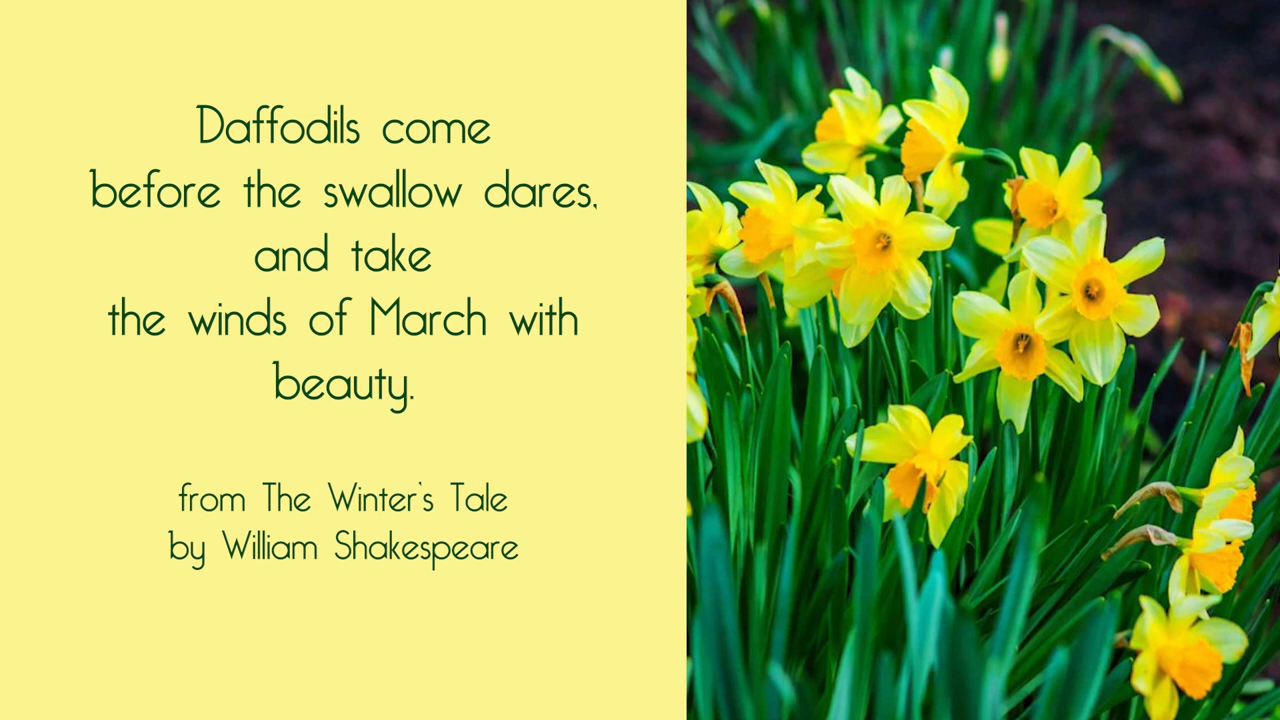 Daffodils come
before the swallow dares,
and take
the winds of March with
beauty.
from The Winter's Tale
by William Shakespeare